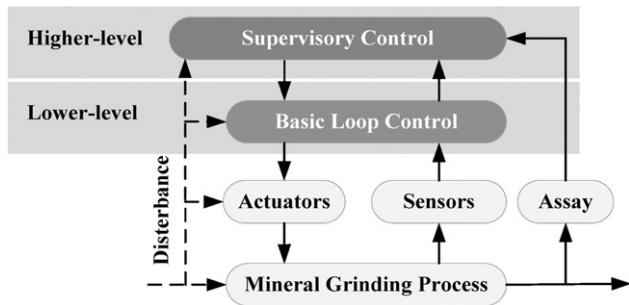 Higher-level
Supervisory Control
Lower-level
Basic Loop Control
Disterbance
Actuators
Sensors
Assay
Mineral Grinding Process